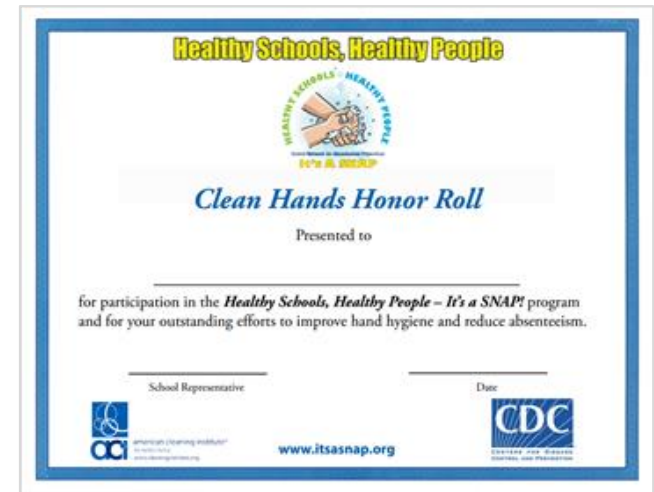 Healthy Schools, Healthy People
HEALTHY SCHOOLS • HEALTHY PEOPLE
It's A SNAP
Clean Hands Honor Roll
Presented to
for participation in the Healthy Schools, Healthy People – It's a SNAP! program
and for your outstanding efforts to improve hand hygiene and reduce absenteeism.
School Representative
Date
aci
american cleaning institute®
www.itsasnap.org
CDC
CENTERS FOR DISEASE
CONTROL AND PREVENTION